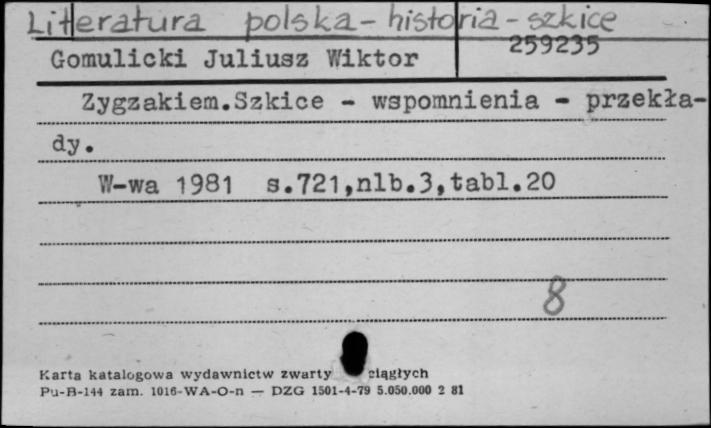 Literatura polska - historia - szkice
259235
Gomulicki Juliusz Wiktor
Zygzakiem.Szkice - wspomnienia - przekła-
dy.
W-wa 1981 s.721,nlb.3,tabl.20
8
Karta katalogowa wydawnictw zwarty ciągłych
Pu-B-144 zam. 1016-WA-O-n — DZG 1501-4-79 5.050.000 2 81